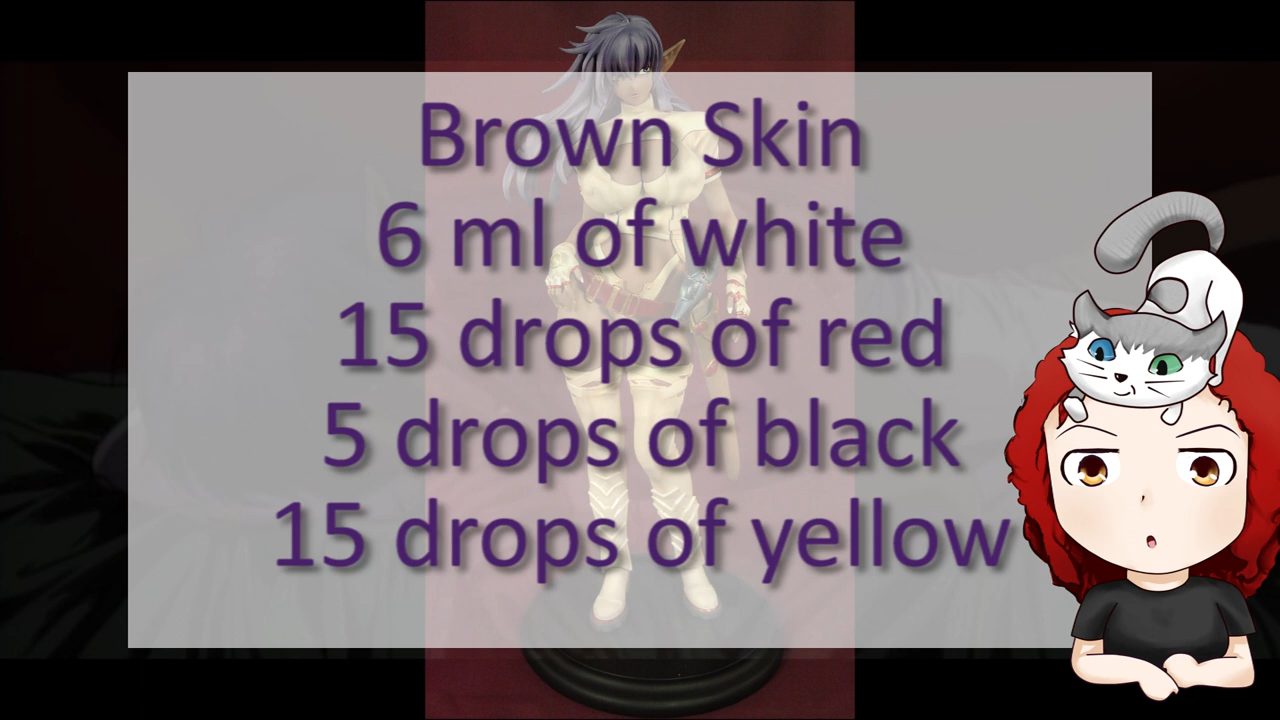 Brown Skin
6 ml of white
15 drops of red
5 drops of black
15 drops of yellow